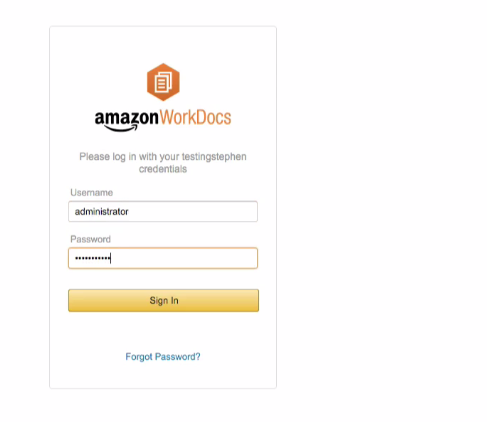 amazonWorkDocs
Please log in with your testingstephen
credentials
Username
administrator
Password
•••••••••••
Sign In
Forgot Password?